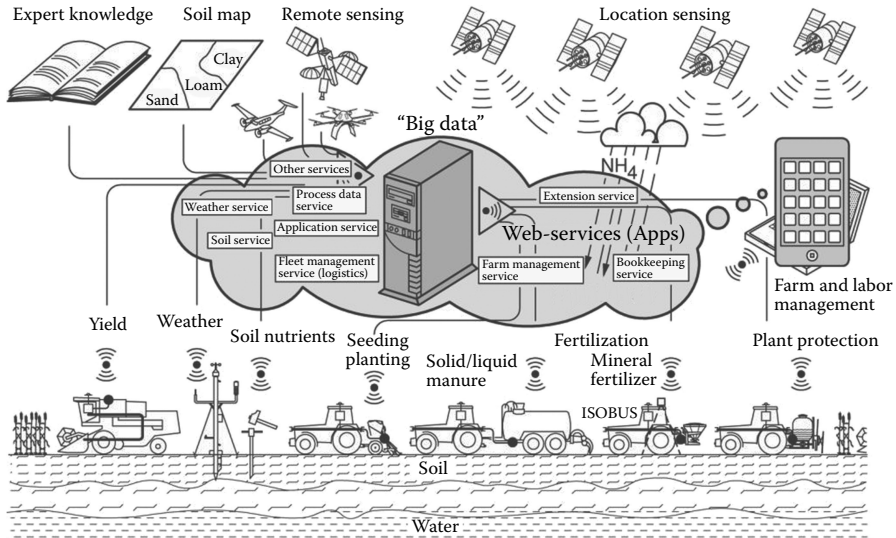 Expert knowledge
Soil map
Remote sensing
Location sensing
Clay
Loam
Sand
“Big data”
NH4
Other services
Process data
service
Weather service
Application service
Soil service
Fleet management
service (logistics)
Extension service
Web-services (Apps)
Farm management
service
Bookkeeping
service
Farm and labor
management
Yield
Weather
Soil nutrients
Seeding
planting
Solid/liquid
manure
Fertilization
Mineral
fertilizer
Plant protection
ISOBUS
Soil
Water